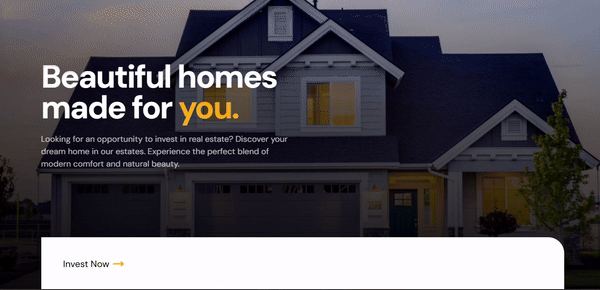 Beautiful homes
made for you.
Looking for an opportunity to invest in real estate? Discover your
dream home in our estates. Experience the perfect blend of
modern comfort and natural beauty.
Invest Now →